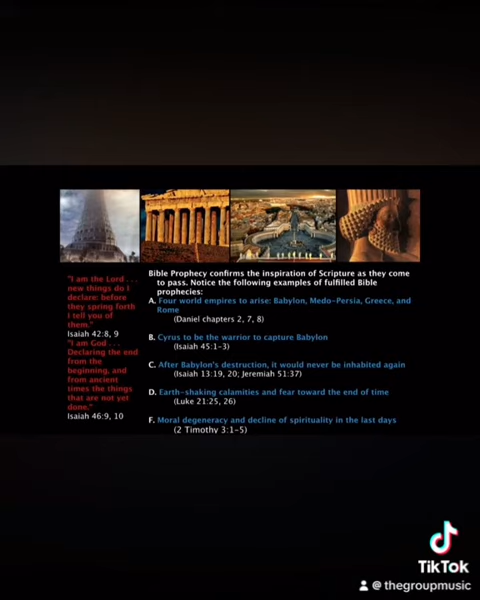 "I am the Lord . . .
new things do I
declare: before
they spring forth
I tell you of
them."
Isaiah 42:8, 9
"I am God . . .
Declaring the end
from the
beginning, and
from ancient
times the things
that are not yet
done."
Isaiah 46:9, 10
Bible Prophecy confirms the inspiration of Scripture as they come
to pass. Notice the following examples of fulfilled Bible
prophecies:
A. Four world empires to arise: Babylon, Medo-Persia, Greece, and
Rome
(Daniel chapters 2, 7, 8)
B. Cyrus to be the warrior to capture Babylon
(Isaiah 45:1-3)
C. After Babylon's destruction, it would never be inhabited again
(Isaiah 13:19, 20; Jeremiah 51:37)
D. Earth-shaking calamities and fear toward the end of time
(Luke 21:25, 26)
F. Moral degeneracy and decline of spirituality in the last days
(2 Timothy 3:1-5)
TikTok
@thegroupmusic